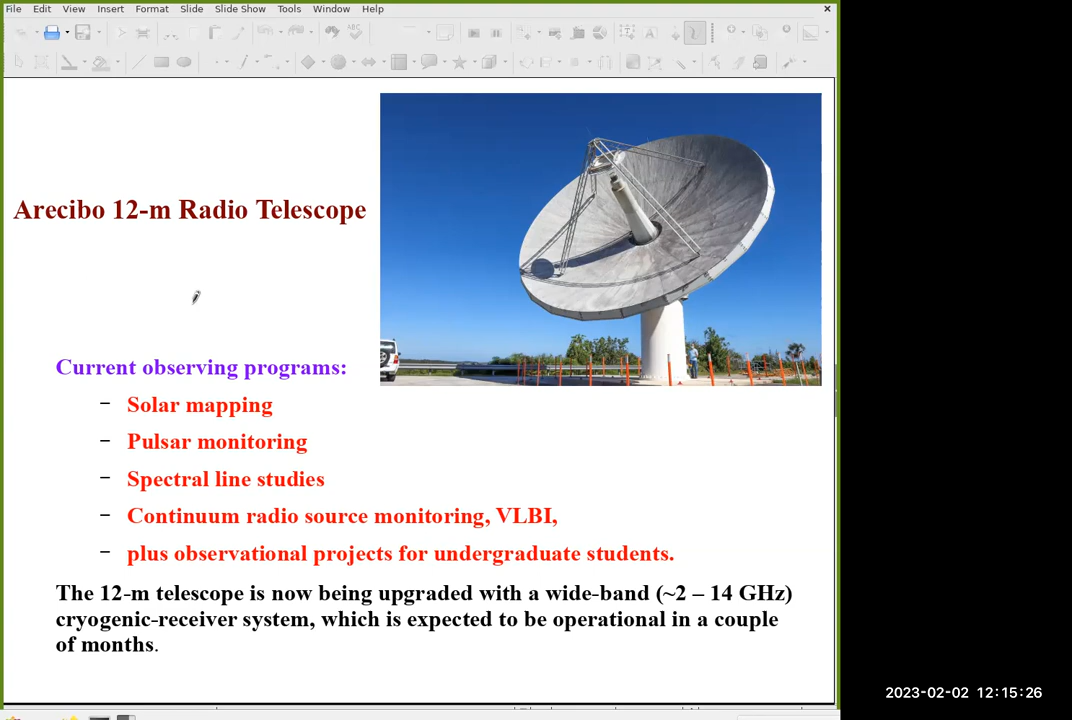 File Edit View Insert Format Slide Slide Show Tools Window Help
Arecibo 12-m Radio Telescope
Current observing programs:
– Solar mapping
– Pulsar monitoring
– Spectral line studies
– Continuum radio source monitoring, VLBI,
– plus observational projects for undergraduate students.
The 12-m telescope is now being upgraded with a wide-band (~2 – 14 GHz)
cryogenic-receiver system, which is expected to be operational in a couple
of months.
2023-02-02 12:15:26